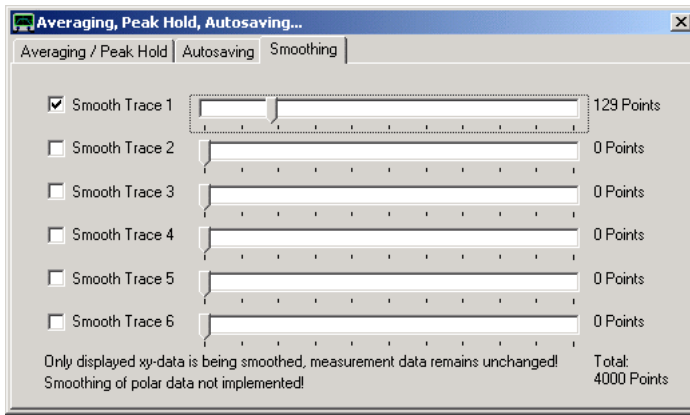 Averaging, Peak Hold, Autosaving...
Averaging / Peak Hold Autosaving Smoothing
Smooth Trace 1 129 Points
Smooth Trace 2 0 Points
Smooth Trace 3 0 Points
Smooth Trace 4 0 Points
Smooth Trace 5 0 Points
Smooth Trace 6 0 Points
Only displayed xy-data is being smoothed, measurement data remains unchanged! Total:
Smoothing of polar data not implemented! 4000 Points